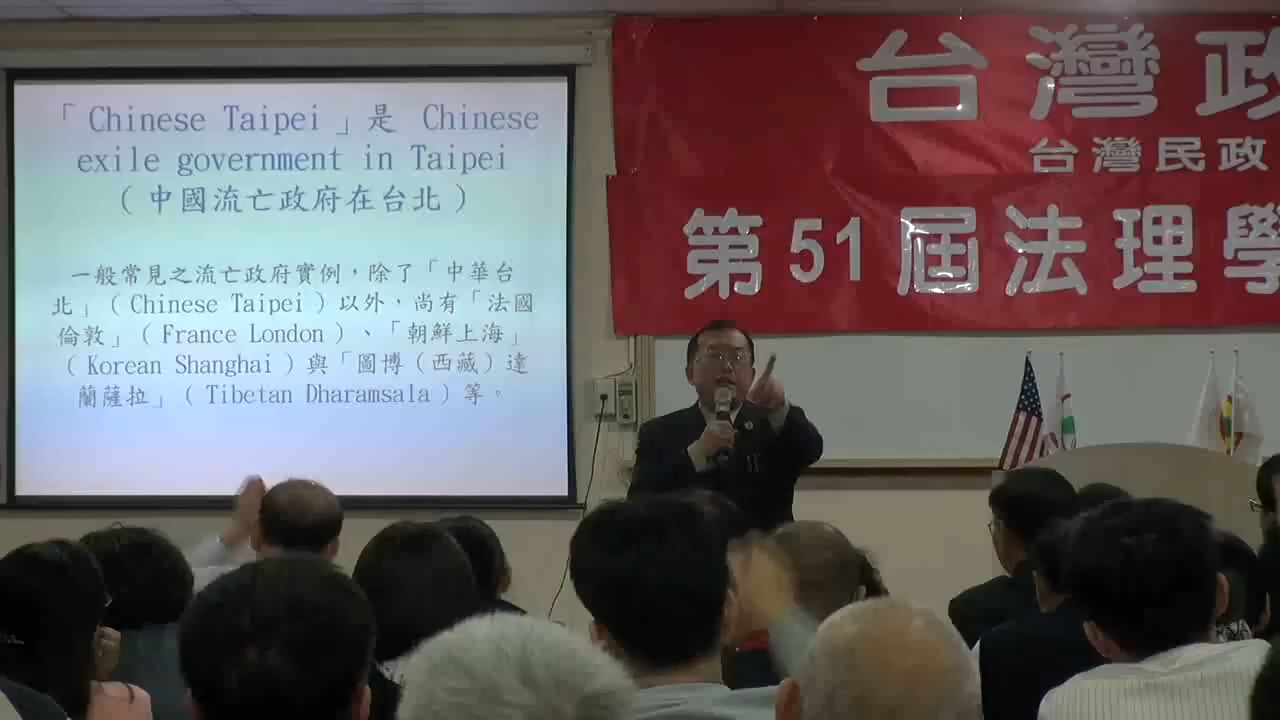 「Chinese Taipei」是 Chinese
exile government in Taipei
(中國流亡政府在台北)
一般常見之流亡政府實例,除了「中華台
北」(Chinese Taipei)以外,尚有「法國
倫敦」(France London)、「朝鮮上海」
(Korean Shanghai)與「圖博(西藏)達
蘭薩拉」(Tibetan Dharamsala)等。
台灣政
台灣民政
第51屆法理學